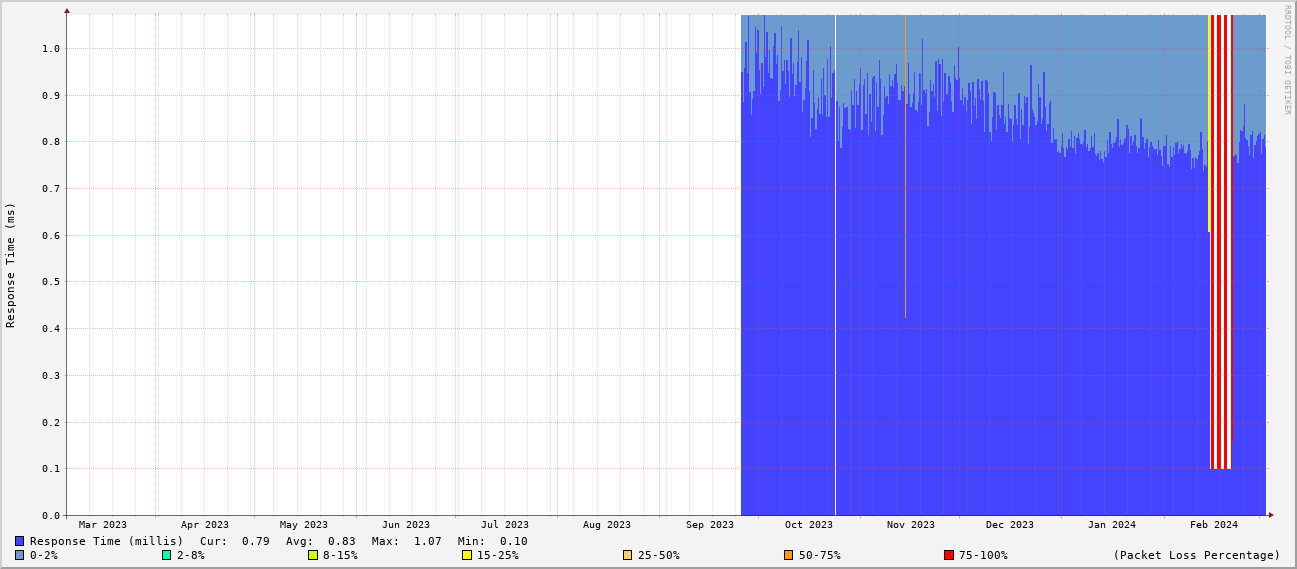 RRDTOOL / TOBI OETIKER
Response Time (ms)
1.0
0.9
0.8
0.7
0.6
0.5
0.4
0.3
0.2
0.1
0.0
Mar 2023 Apr 2023 May 2023 Jun 2023 Jul 2023 Aug 2023 Sep 2023 Oct 2023 Nov 2023 Dec 2023 Jan 2024 Feb 2024
Response Time (millis) Cur: 0.79 Avg: 0.83 Max: 1.07 Min: 0.10
0-2% 2-8% 8-15% 15-25% 25-50% 50-75% 75-100% (Packet Loss Percentage)